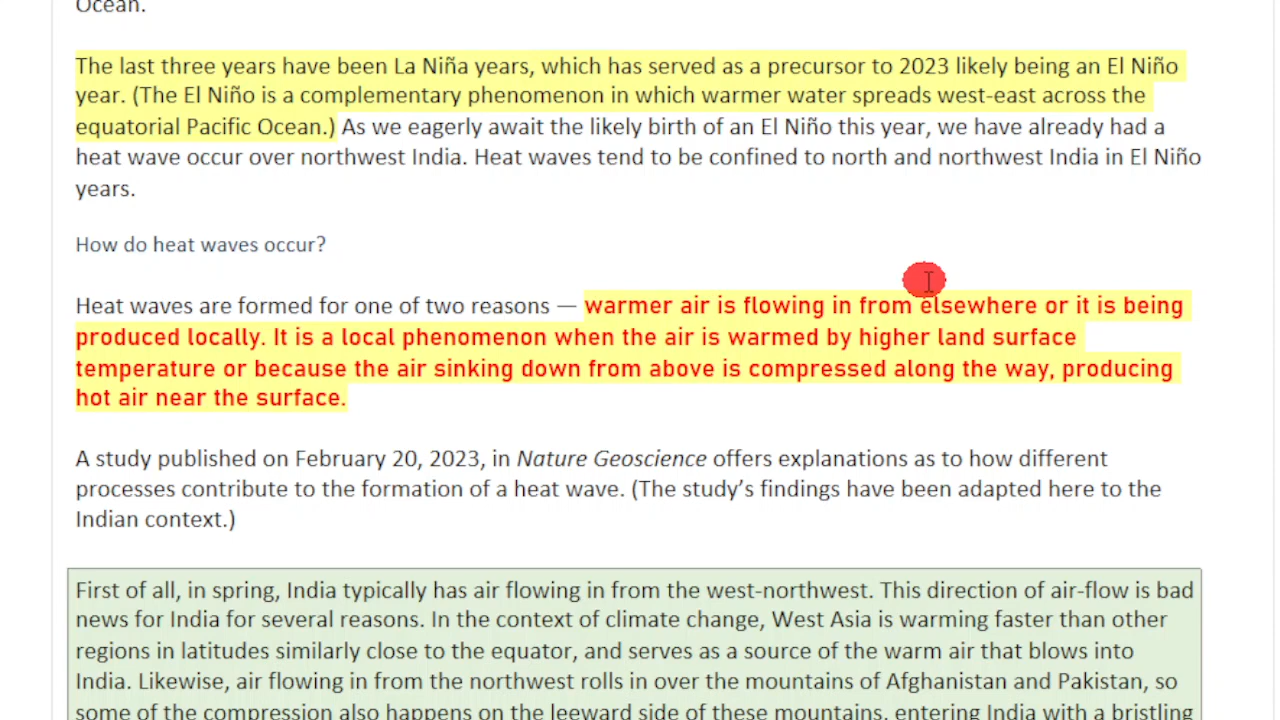 Ocean.
The last three years have been La Niña years, which has served as a precursor to 2023 likely being an El Niño
year. (The El Niño is a complementary phenomenon in which warmer water spreads west-east across the
equatorial Pacific Ocean.) As we eagerly await the likely birth of an El Niño this year, we have already had a
heat wave occur over northwest India. Heat waves tend to be confined to north and northwest India in El Niño
years.
How do heat waves occur?
Heat waves are formed for one of two reasons — warmer air is flowing in from elsewhere or it is being
produced locally. It is a local phenomenon when the air is warmed by higher land surface
temperature or because the air sinking down from above is compressed along the way, producing
hot air near the surface.
A study published on February 20, 2023, in Nature Geoscience offers explanations as to how different
processes contribute to the formation of a heat wave. (The study’s findings have been adapted here to the
Indian context.)
First of all, in spring, India typically has air flowing in from the west-northwest. This direction of air-flow is bad
news for India for several reasons. In the context of climate change, West Asia is warming faster than other
regions in latitudes similarly close to the equator, and serves as a source of the warm air that blows into
India. Likewise, air flowing in from the northwest rolls in over the mountains of Afghanistan and Pakistan, so
some of the compression also happens on the leeward side of these mountains, entering India with a bristling